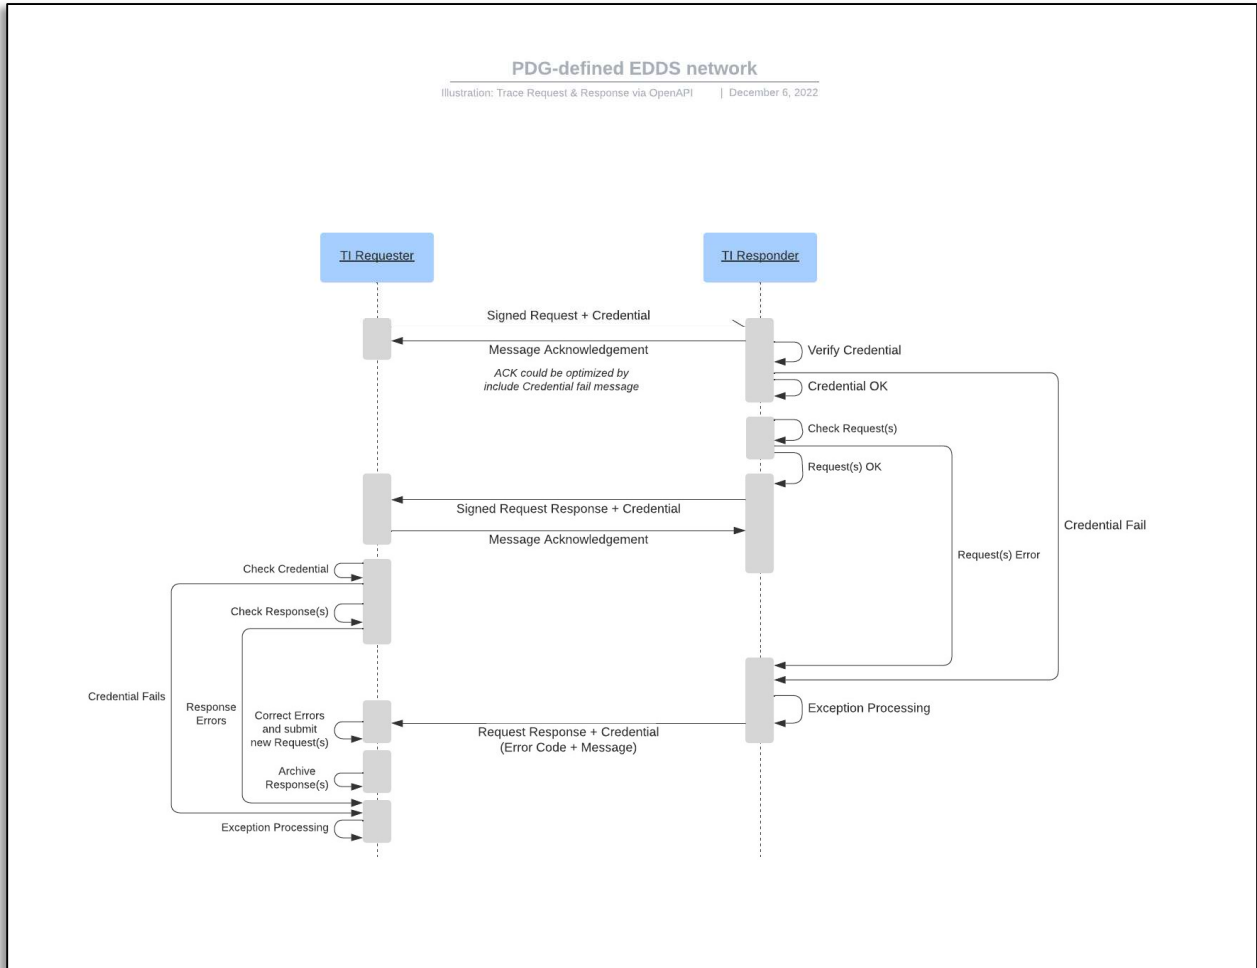 PDG-defined EDDS network
Illustration: Trace Request & Response via OpenAPI | December 6, 2022
TI Requester
TI Responder
Signed Request + Credential
Message Acknowledgement
ACK could be optimized by
include Credential fail message
Verify Credential
Credential OK
Check Request(s)
Request(s) OK
Signed Request Response + Credential
Message Acknowledgement
Credential Fail
Request(s) Error
Check Credential
Check Response(s)
Credential Fails
Response
Errors
Correct Errors
and submit
new Request(s)
Exception Processing
Request Response + Credential
(Error Code + Message)
Archive
Response(s)
Exception Processing